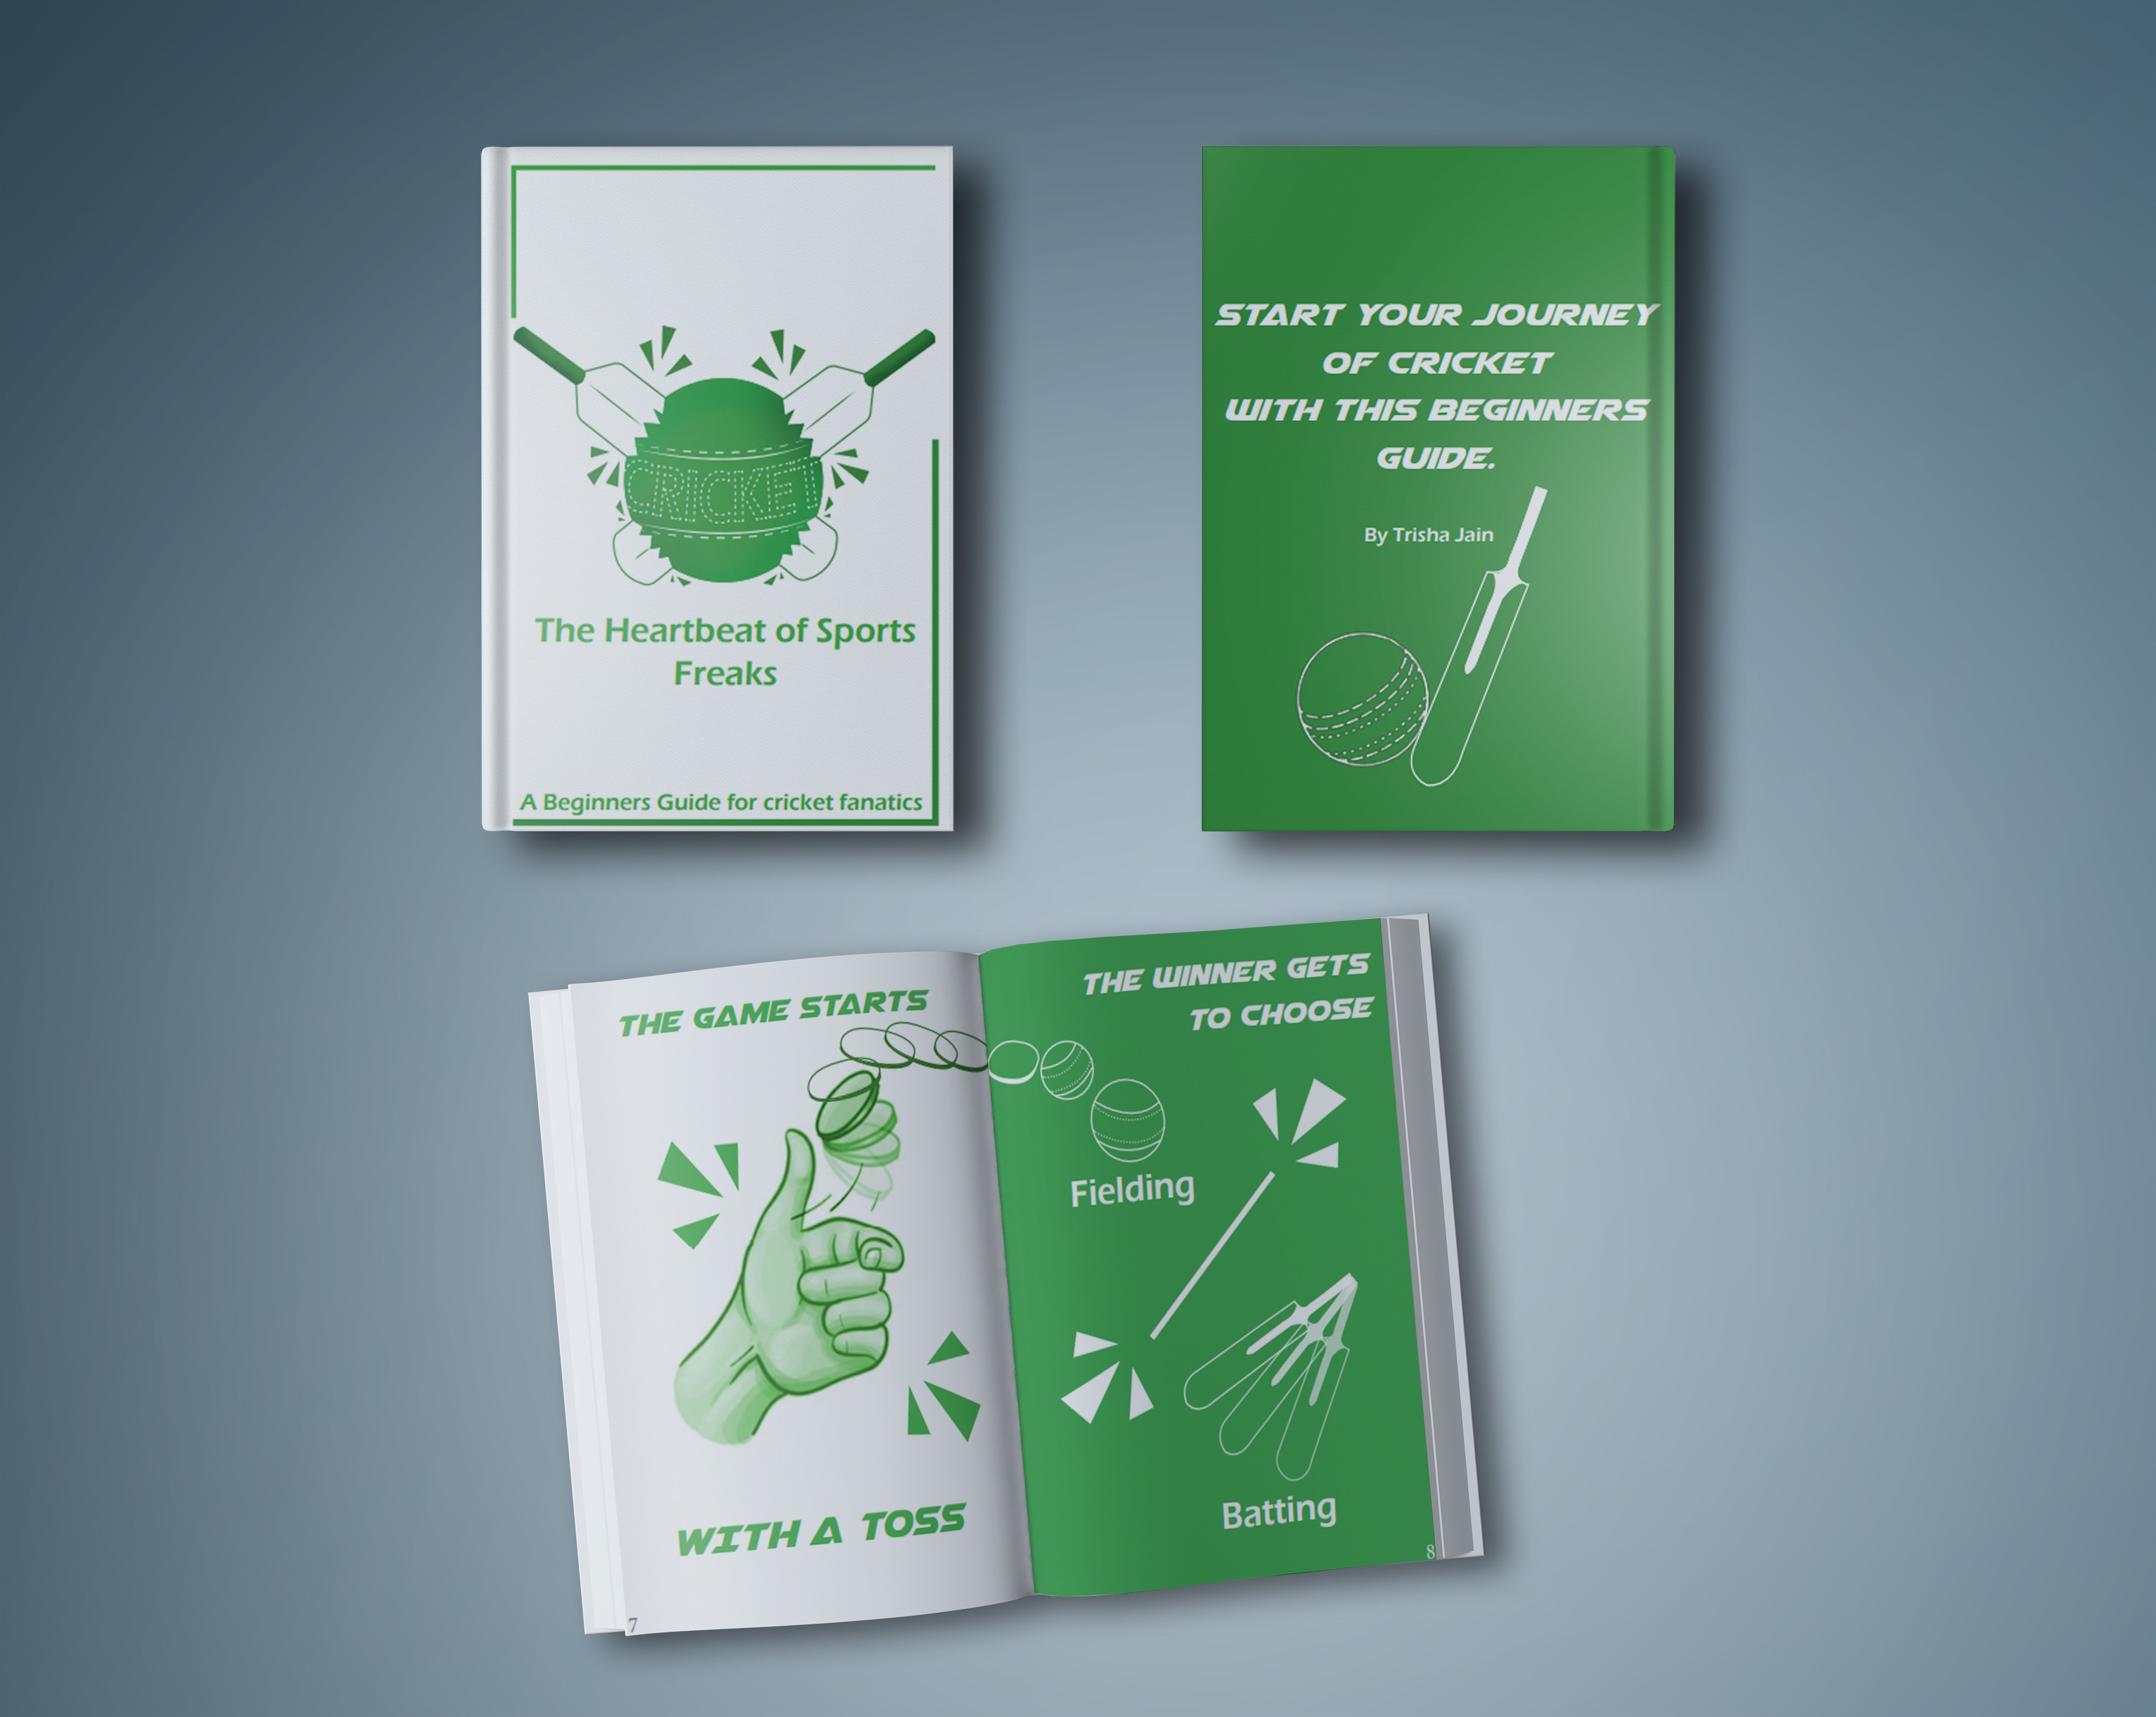 CRICKET
The Heartbeat of Sports
Freaks
A Beginners Guide for cricket fanatics
START YOUR JOURNEY
OF CRICKET
WITH THIS BEGINNERS
GUIDE.
By Trisha Jain
THE GAME STARTS
WITH A TOSS
7
THE WINNER GETS
TO CHOOSE
Fielding
Batting
8